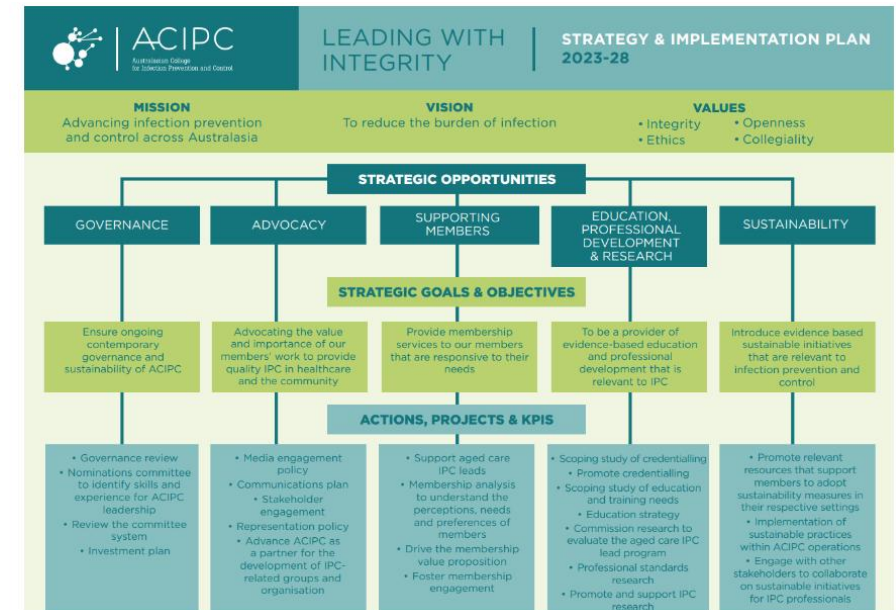 ACIPC
Australasian College
for Infection Prevention and Control
LEADING WITH
INTEGRITY
STRATEGY & IMPLEMENTATION PLAN
2023-28
MISSION
Advancing infection prevention
and control across Australasia
VISION
To reduce the burden of infection
VALUES
• Integrity
• Ethics
• Openness
• Collegiality
STRATEGIC OPPORTUNITIES
GOVERNANCE
ADVOCACY
SUPPORTING
MEMBERS
EDUCATION,
PROFESSIONAL
DEVELOPMENT
& RESEARCH
SUSTAINABILITY
STRATEGIC GOALS & OBJECTIVES
Ensure ongoing
contemporary
governance and
sustainability of ACIPC
Advocating the value
and importance of our
members' work to provide
quality IPC in healthcare
and the community
Provide membership
services to our members
that are responsive to their
needs
To be a provider of
evidence-based education
and professional
development that is
relevant to IPC
Introduce evidence based
sustainable initiatives
that are relevant to
infection prevention and
control
ACTIONS, PROJECTS & KPIS
• Governance review
• Nominations committee
to identify skills and
experience for ACIPC
leadership
• Review the committee
system
• Investment plan
• Media engagement
policy
• Communications plan
• Stakeholder
engagement
• Representation policy
• Advance ACIPC as
a partner for the
development of IPC-
related groups and
organisation
• Support aged care
IPC leads
• Membership analysis
to understand the
perceptions, needs
and preferences of
members
• Drive the membership
value proposition
• Foster membership
engagement
• Scoping study of credentialling
• Promote credentialling
• Scoping study of education
and training needs
• Education strategy
• Commission research to
evaluate the aged care IPC
lead program
• Professional standards
research
• Promote and support IPC
research
• Promote relevant
resources that support
members to adopt
sustainability measures in
their respective settings
• Implementation of
sustainable practices
within ACIPC operations
• Engage with other
stakeholders to collaborate
on sustainable initiatives
for IPC professionals